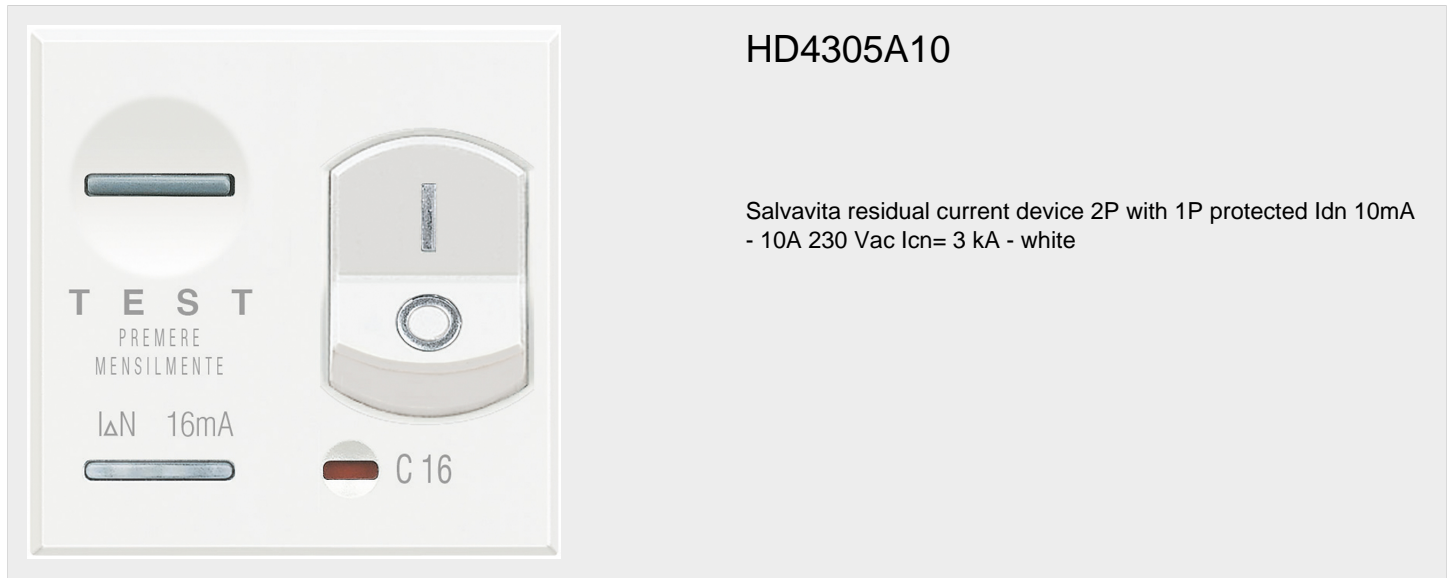 HD4305A10
Salvavita residual current device 2P with 1P protected Idn 10mA
- 10A 230 Vac Icn= 3 kA - white
TEST
PREMERE
MENSILMENTE
I∆N 16mA
C 16